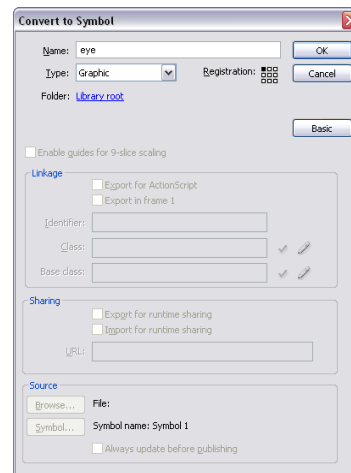 Convert to Symbol
Name: eye OK
Type: Graphic Registration: Cancel
Folder: Library root
Basic
Enable guides for 9-slice scaling
Linkage
Export for ActionScript
Export in frame 1
Identifier:
Class:
Base class:
Sharing
Export for runtime sharing
Import for runtime sharing
URL:
Source
Browse... File:
Symbol... Symbol name: Symbol 1
Always update before publishing